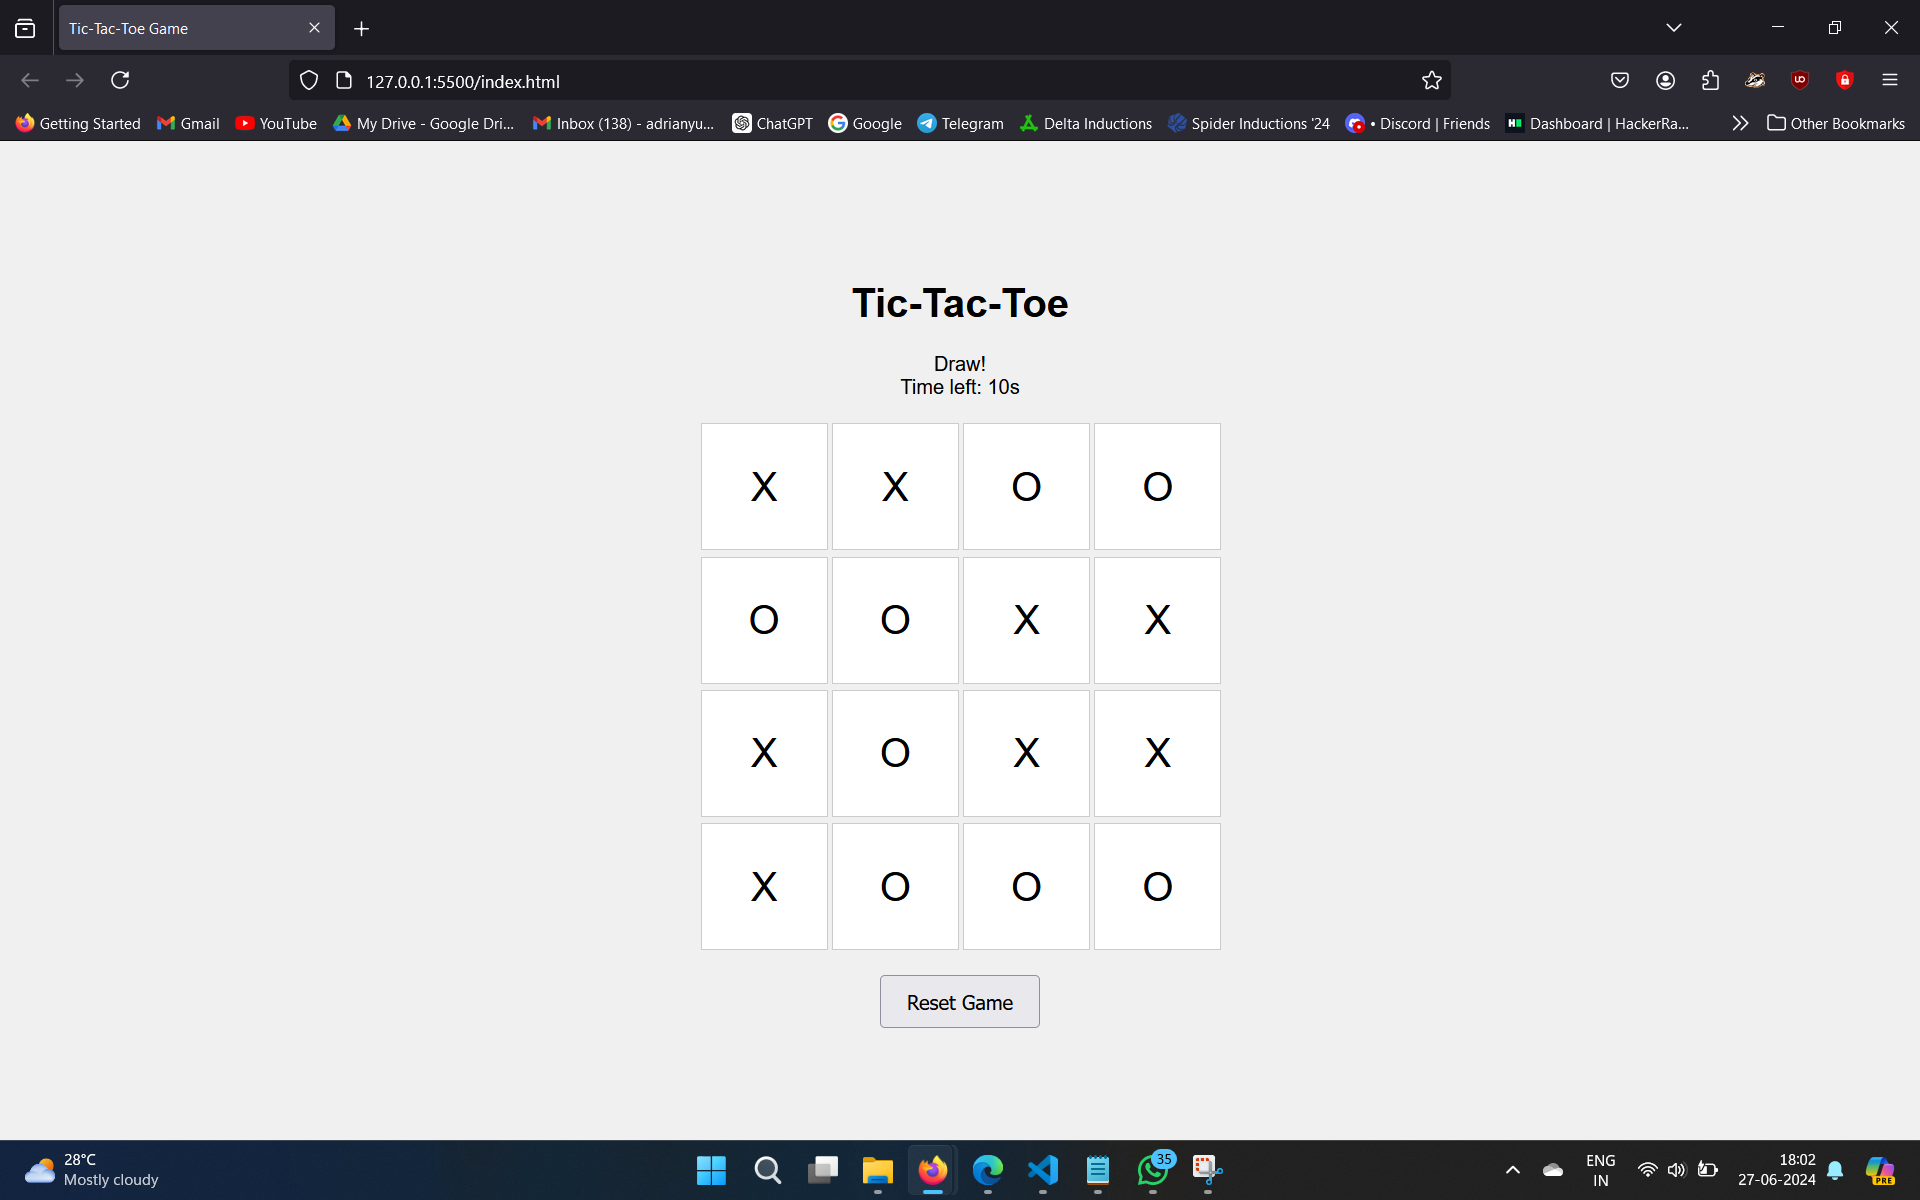 Tic-Tac-Toe Game
127.0.0.1:5500/index.html
Getting Started Gmail YouTube My Drive - Google Dri... Inbox (138) - adrianyu... ChatGPT Google Telegram Delta Inductions Spider Inductions '24 • Discord | Friends Dashboard | HackerRa... Other Bookmarks
Tic-Tac-Toe
Draw!
Time left: 10s
X X O O
O O X X
X O X X
X O O O
Reset Game
28°C
Mostly cloudy
35
ENG
IN
18:02
27-06-2024
PRE